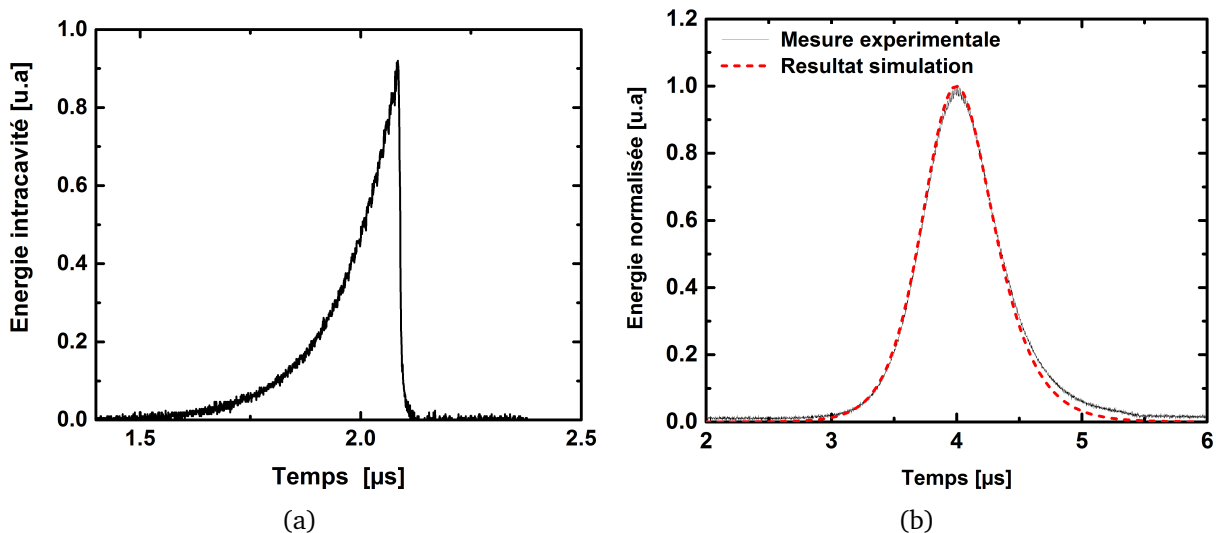 Energie intracavité [u.a]
1.0
0.8
0.6
0.4
0.2
0.0
1.5
2.0
2.5
Temps [µs]
(a)
Energie normalisée [u.a]
1.2
1.0
0.8
0.6
0.4
0.2
0.0
Mesure experimentale
Resultat simulation
2
3
4
5
6
Temps [µs]
(b)